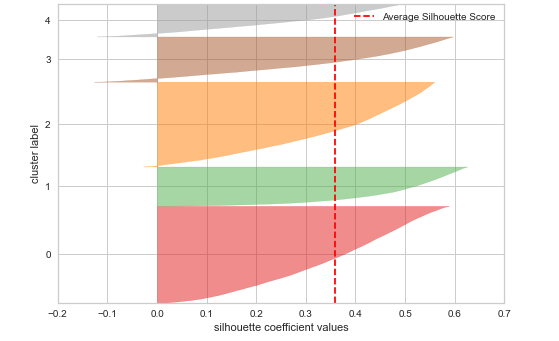 Average Silhouette Score
4
3
2
1
0
cluster label
−0.2 −0.1 0.0 0.1 0.2 0.3 0.4 0.5 0.6 0.7
silhouette coefficient values